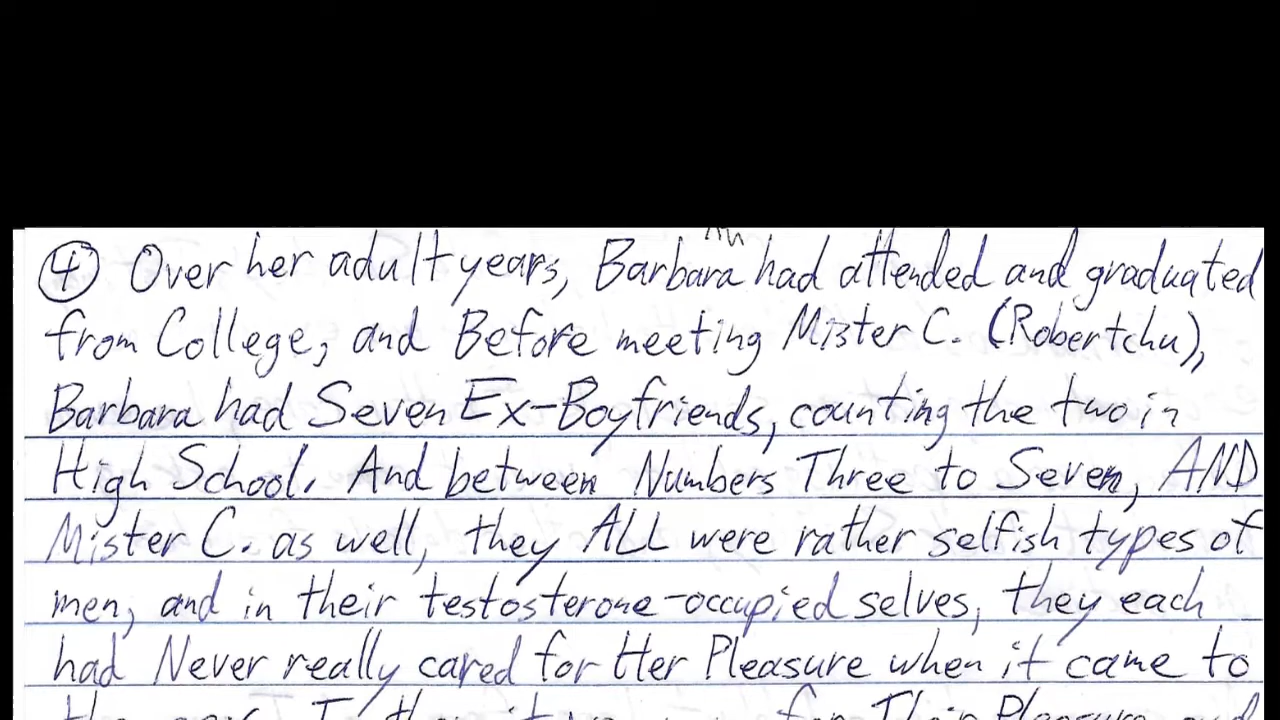 ④ Over her adult years, Barbara had attended and graduated
from College, and Before meeting Mister C. (Robertchu),
Barbara had Seven Ex-Boyfriends, counting the two in
High School. And between Numbers Three to Seven, AND
Mister C. as well, they ALL were rather selfish types of
men, and in their testosterone-occupied selves, they each
had Never really cared for Her Pleasure when it came to